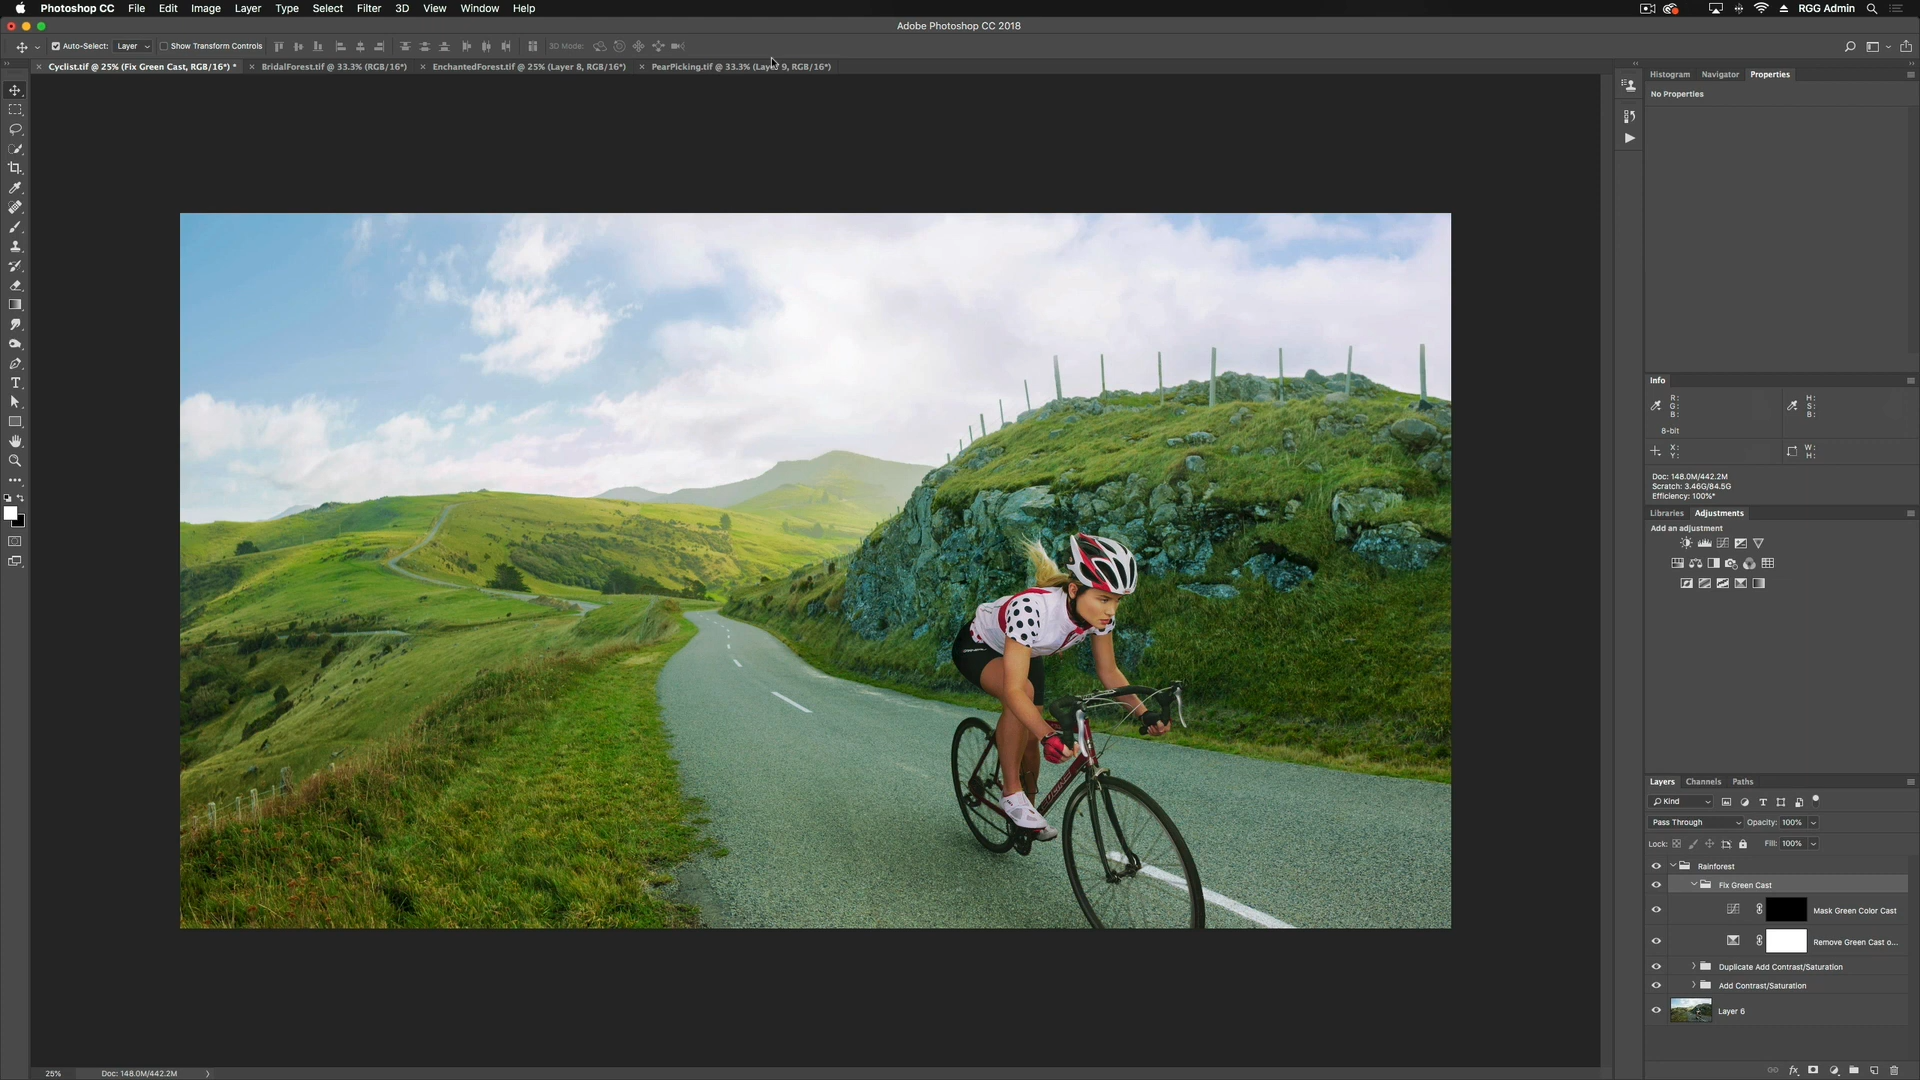 Photoshop CC File Edit Image Layer Type Select Filter 3D View Window Help RGG Admin
Adobe Photoshop CC 2018
Auto-Select: Layer Show Transform Controls 3D Mode:
Cyclist.tif @ 25% (Fix Green Cast, RGB/16*) * BridalForest.tif @ 33.3% (RGB/16*) EnchantedForest.tif @ 25% (Layer 8, RGB/16*) PearPicking.tif @ 33.3% (Layer 9, RGB/16*)
Histogram Navigator Properties
No Properties
Info
R: H:
G: S:
B: B:
8-bit
X: W:
Y: H:
Doc: 148.0M/442.2M
Scratch: 3.46G/84.5G
Efficiency: 100%*
Libraries Adjustments
Add an adjustment
Layers Channels Paths
Kind
Pass Through Opacity: 100%
Lock: Fill: 100%
Rainforest
Fix Green Cast
Mask Green Color Cast
Remove Green Cast o...
Duplicate Add Contrast/Saturation
Add Contrast/Saturation
Layer 6
25% Doc: 148.0M/442.2M